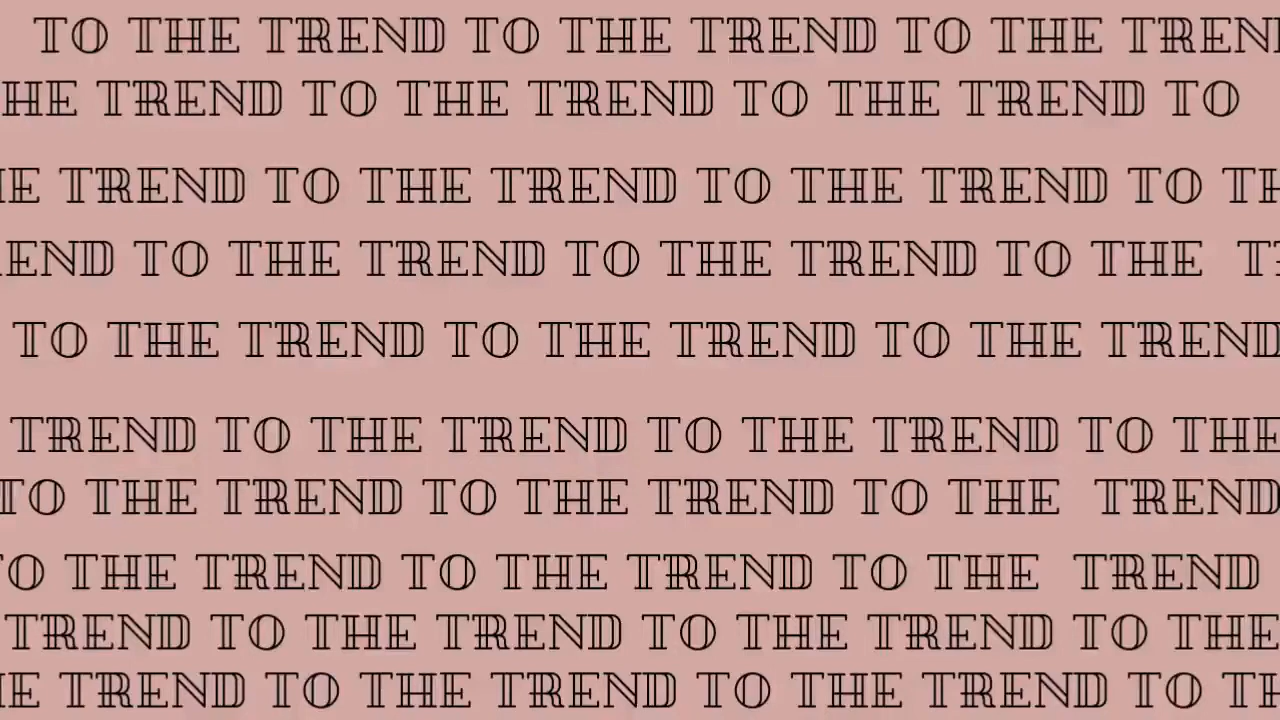 TO THE TREND TO THE TREND TO THE TREN
HE TREND TO THE TREND TO THE TREND TO
E TREND TO THE TREND TO THE TREND TO TH
END TO THE TREND TO THE TREND TO THE T
TO THE TREND TO THE TREND TO THE TREND
TREND TO THE TREND TO THE TREND TO THE
TO THE TREND TO THE TREND TO THE TREND
O THE TREND TO THE TREND TO THE TREND
TREND TO THE TREND TO THE TREND TO THE
E TREND TO THE TREND TO THE TREND TO TH